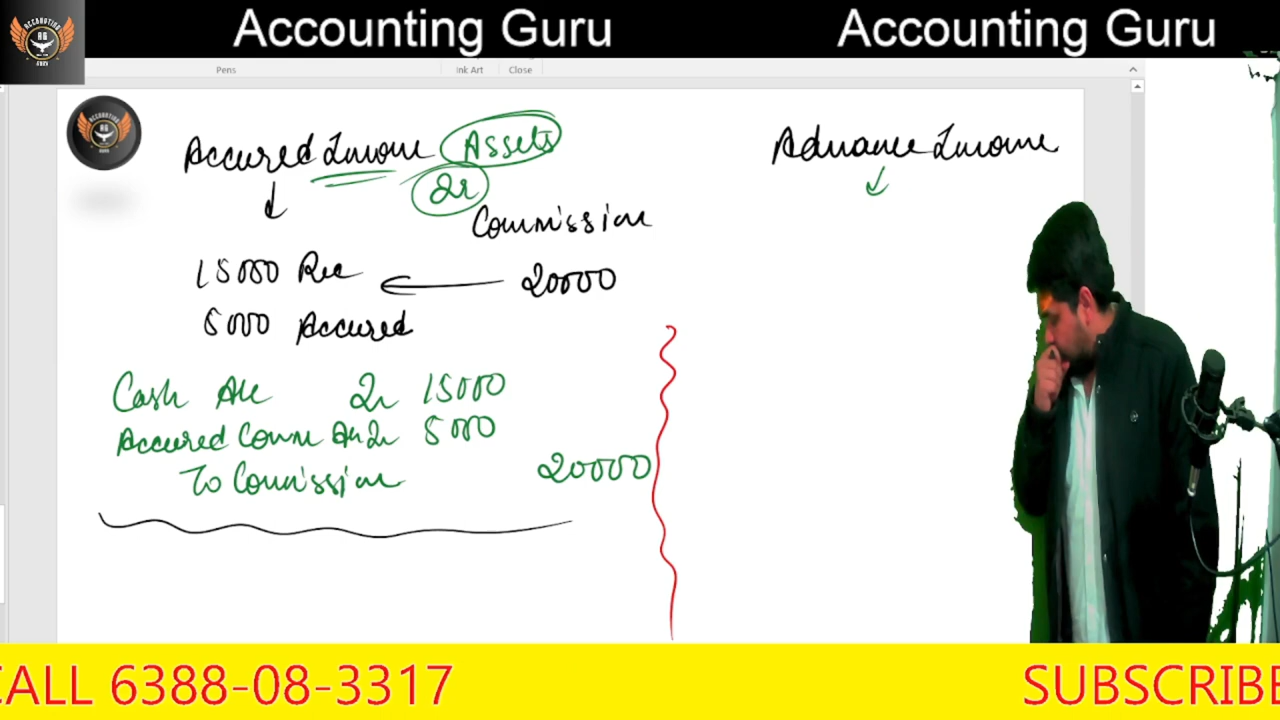 Accounting Guru
Accounting Guru
Pens
Ink Art
Close
Accured Income Assets
Dr
Commission
15000 Rec
20000
5000 Accured
Cash A/c Dr 15000
Accured Comm A/c Dr 5000
To Commission 20000
Advance Income
CALL 6388-08-3317
SUBSCRIBE